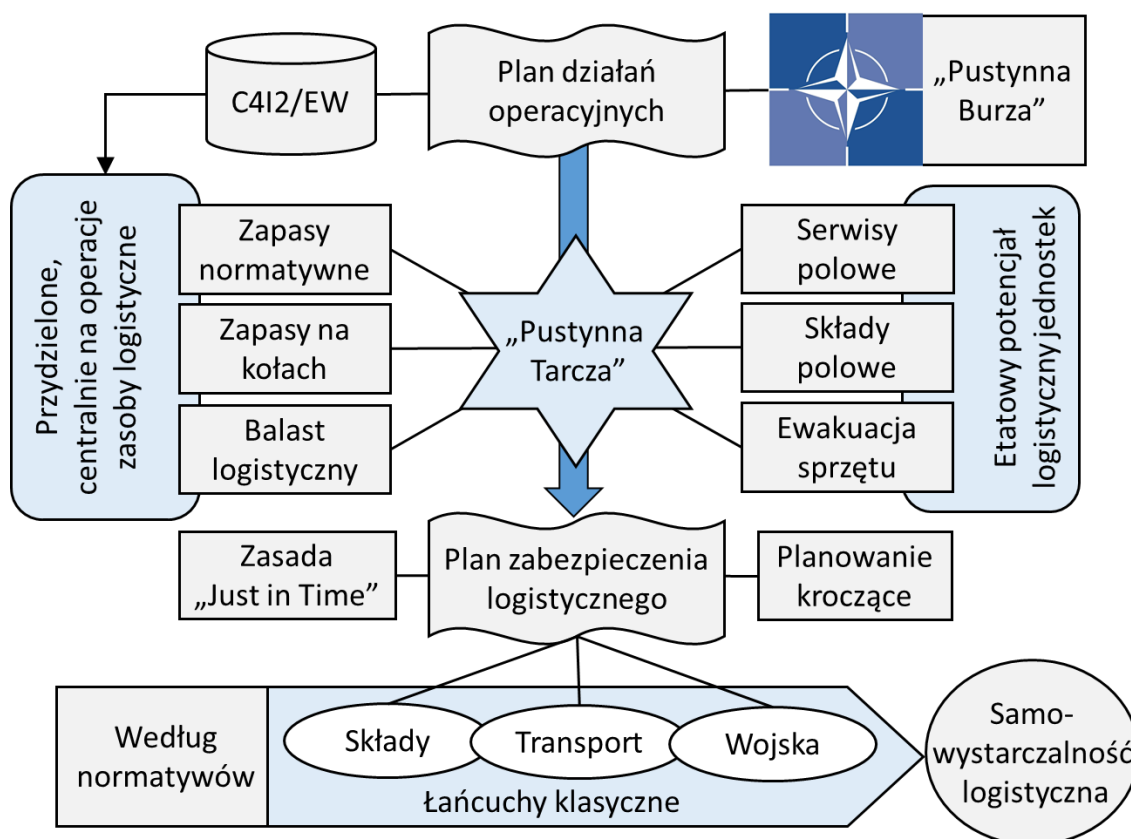 C4I2/EW
Plan działań
operacyjnych
„Pustynna
Burza”
Przydzielone,
centralnie na operacje
zasoby logistyczne
Zapasy
normatywne
Zapasy na
kołach
Balast
logistyczny
„Pustynna
Tarcza”
Serwisy
polowe
Składy
polowe
Ewakuacja
sprzętu
Etatowy potencjał
logistyczny jednostek
Zasada
„Just in Time”
Plan zabezpieczenia
logistycznego
Planowanie
kroczące
Według
normatywów
Składy
Transport
Wojska
Łańcuchy klasyczne
Samo-
wystarczalność
logistyczna